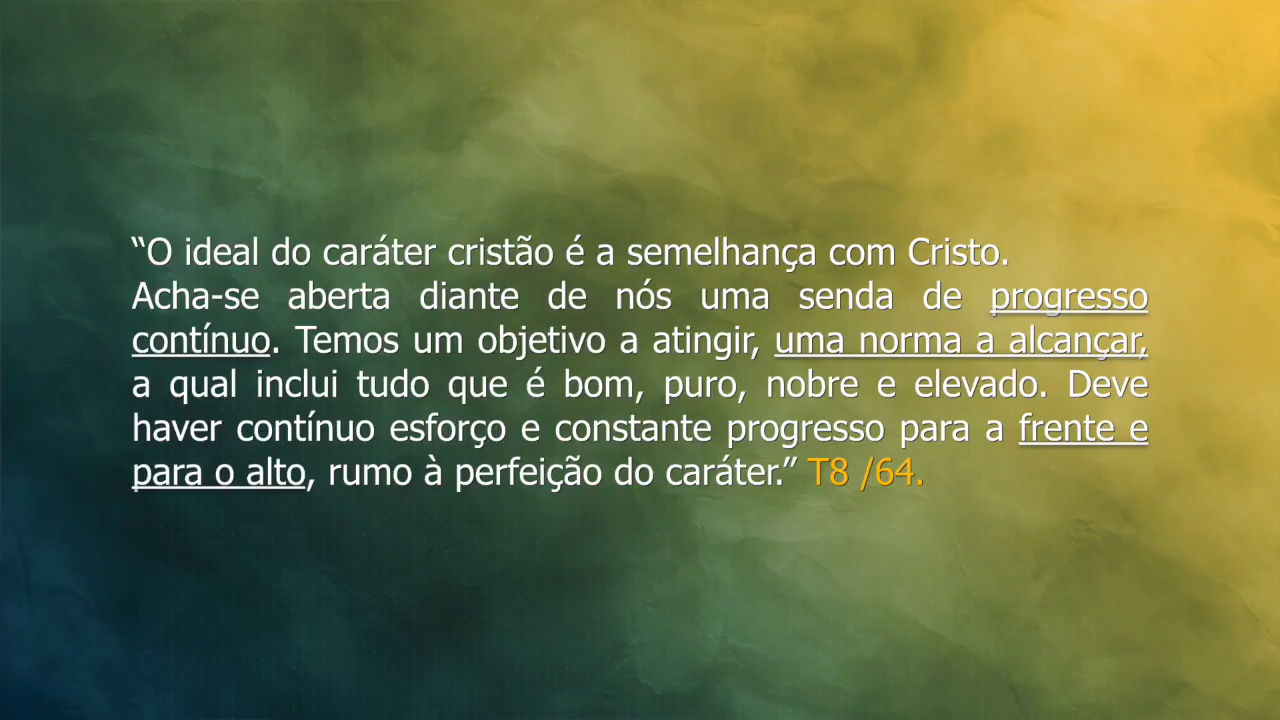 “O ideal do caráter cristão é a semelhança com Cristo.
Acha-se aberta diante de nós uma senda de progresso
contínuo. Temos um objetivo a atingir, uma norma a alcançar,
a qual inclui tudo que é bom, puro, nobre e elevado. Deve
haver contínuo esforço e constante progresso para a frente e
para o alto, rumo à perfeição do caráter.” T8 /64.